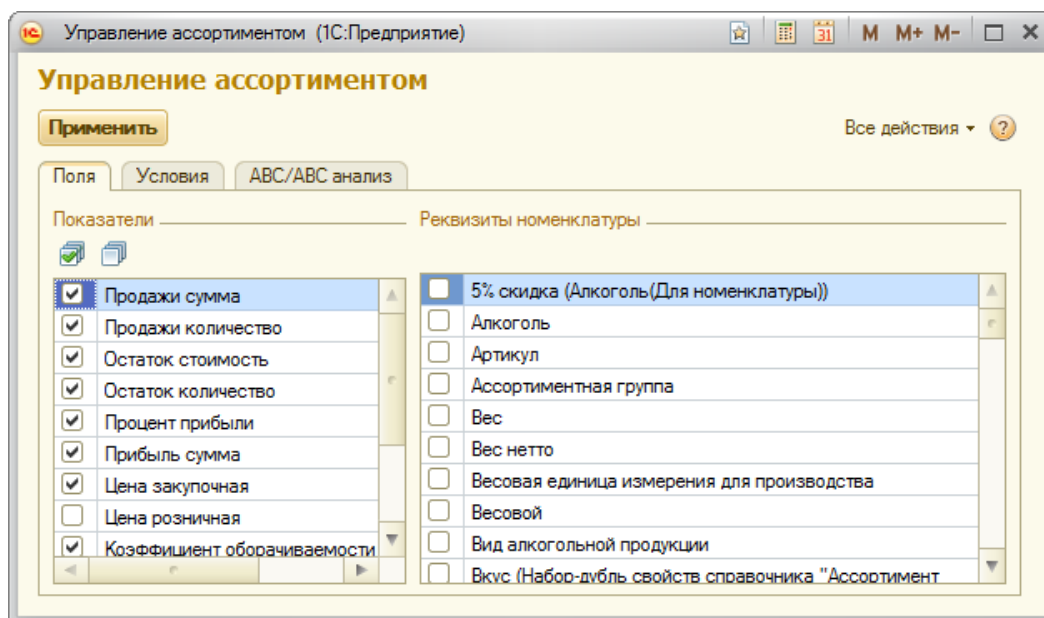 Управление ассортиментом (1С:Предприятие)
31 M M+ M-
Управление ассортиментом
Применить
Все действия
?
Поля
Условия
ABC/ABC анализ
Показатели
Реквизиты номенклатуры
Продажи сумма
Продажи количество
Остаток стоимость
Остаток количество
Процент прибыли
Прибыль сумма
Цена закупочная
Цена розничная
Коэффициент оборачиваемости
5% скидка (Алкоголь(Для номенклатуры))
Алкоголь
Артикул
Ассортиментная группа
Вес
Вес нетто
Весовая единица измерения для производства
Весовой
Вид алкогольной продукции
Вкус (Набор-дубль свойств справочника "Ассортимент